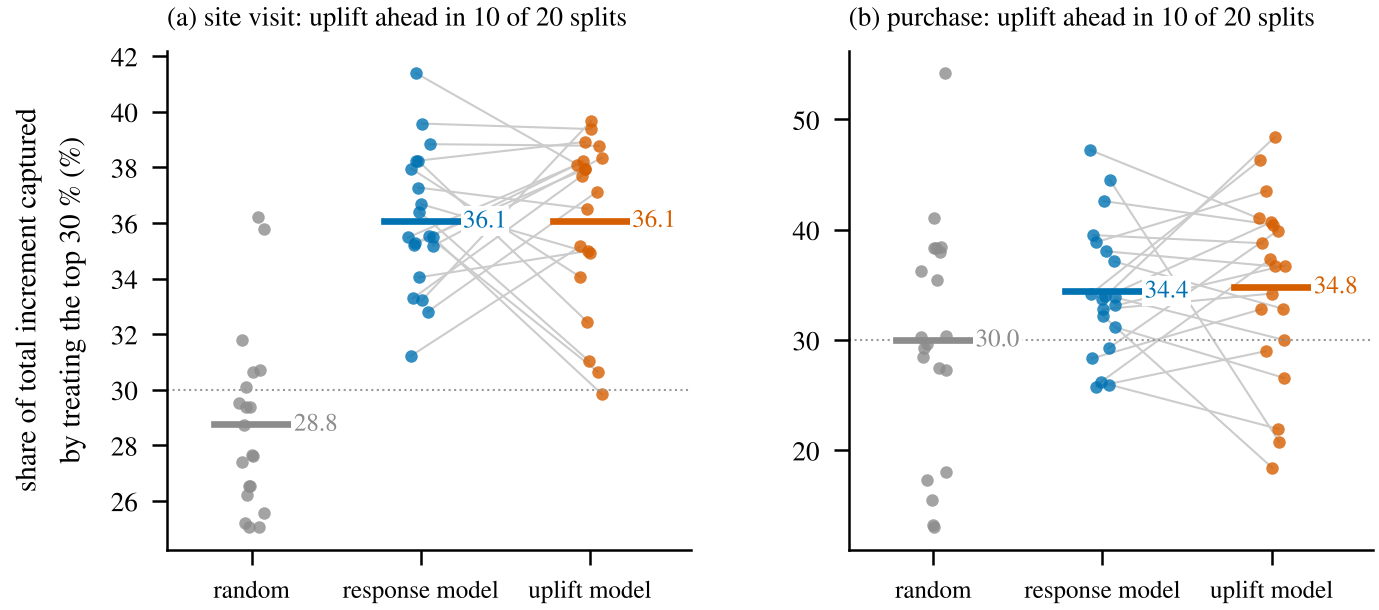 (a) site visit: uplift ahead in 10 of 20 splits
(b) purchase: uplift ahead in 10 of 20 splits
share of total increment captured
by treating the top 30 % (%)
42
40
38
36
34
32
30
28
26
28.8
36.1
36.1
random
response model
uplift model
50
40
30
20
30.0
34.4
34.8
random
response model
uplift model